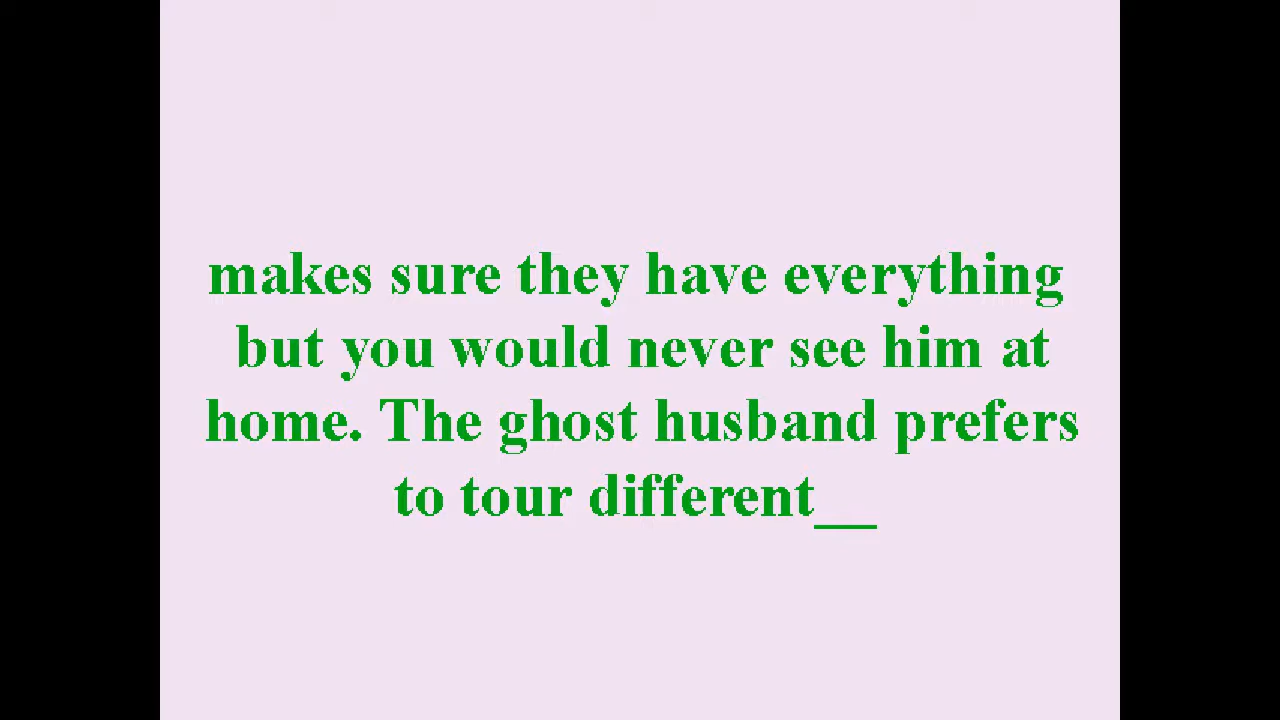 makes sure they have everything
but you would never see him at
home. The ghost husband prefers
to tour different__